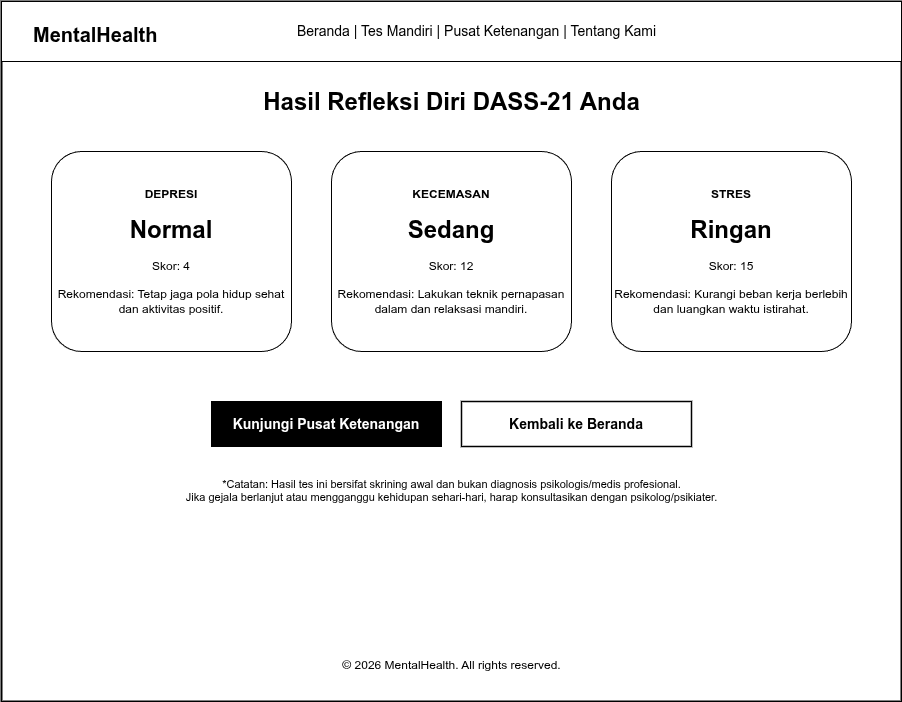 MentalHealth
Beranda | Tes Mandiri | Pusat Ketenangan | Tentang Kami
Hasil Refleksi Diri DASS-21 Anda
DEPRESI
Normal
Skor: 4
Rekomendasi: Tetap jaga pola hidup sehat
dan aktivitas positif.
KECEMASAN
Sedang
Skor: 12
Rekomendasi: Lakukan teknik pernapasan
dalam dan relaksasi mandiri.
STRES
Ringan
Skor: 15
Rekomendasi: Kurangi beban kerja berlebih
dan luangkan waktu istirahat.
Kunjungi Pusat Ketenangan
Kembali ke Beranda
*Catatan: Hasil tes ini bersifat skrining awal dan bukan diagnosis psikologis/medis profesional.
Jika gejala berlanjut atau mengganggu kehidupan sehari-hari, harap konsultasikan dengan psikolog/psikiater.
© 2026 MentalHealth. All rights reserved.